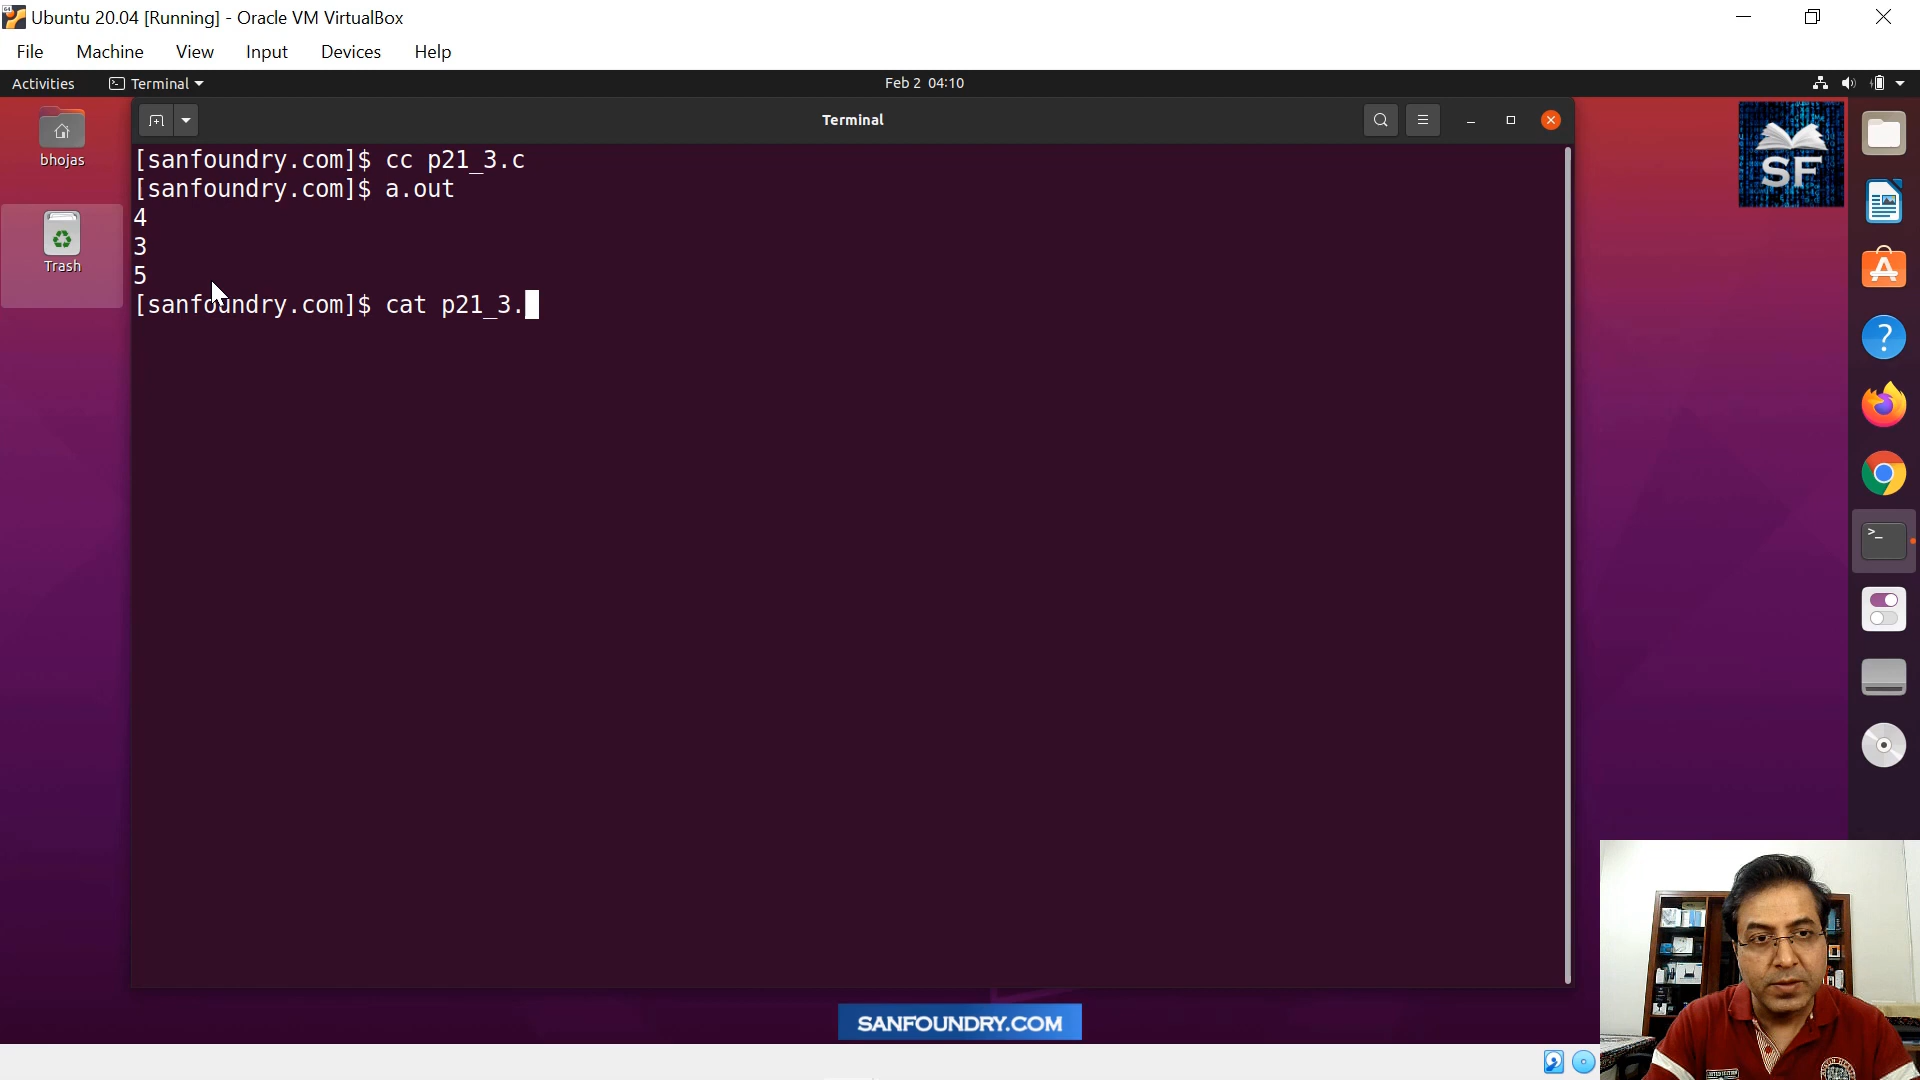 Ubuntu 20.04 [Running] - Oracle VM VirtualBox
File Machine View Input Devices Help
Activities Terminal Feb 2 04:10
Terminal
bhojas
Trash
[sanfoundry.com]$ cc p21_3.c
[sanfoundry.com]$ a.out
4
3
5
[sanfoundry.com]$ cat p21_3.
SF
SANFOUNDRY.COM